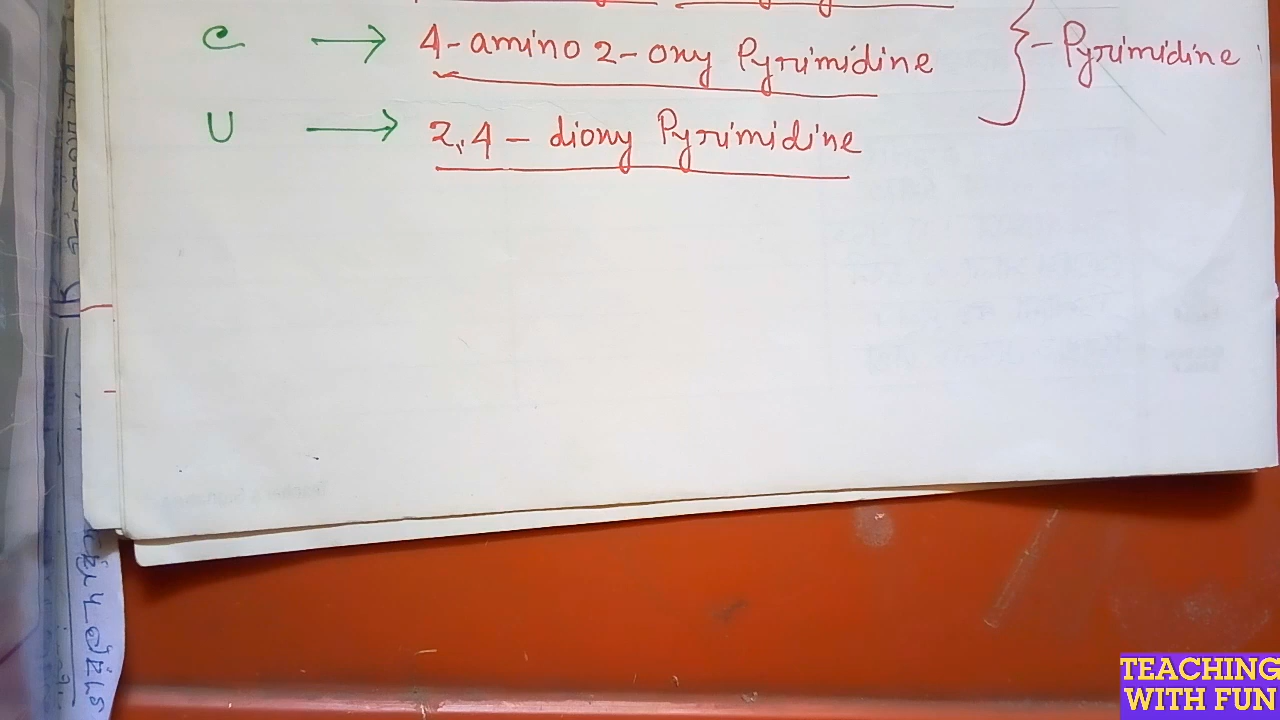 C → 4-amino 2-oxy Pyrimidine
U → 2,4 - dioxy Pyrimidine
} - Pyrimidine
TEACHING
WITH FUN